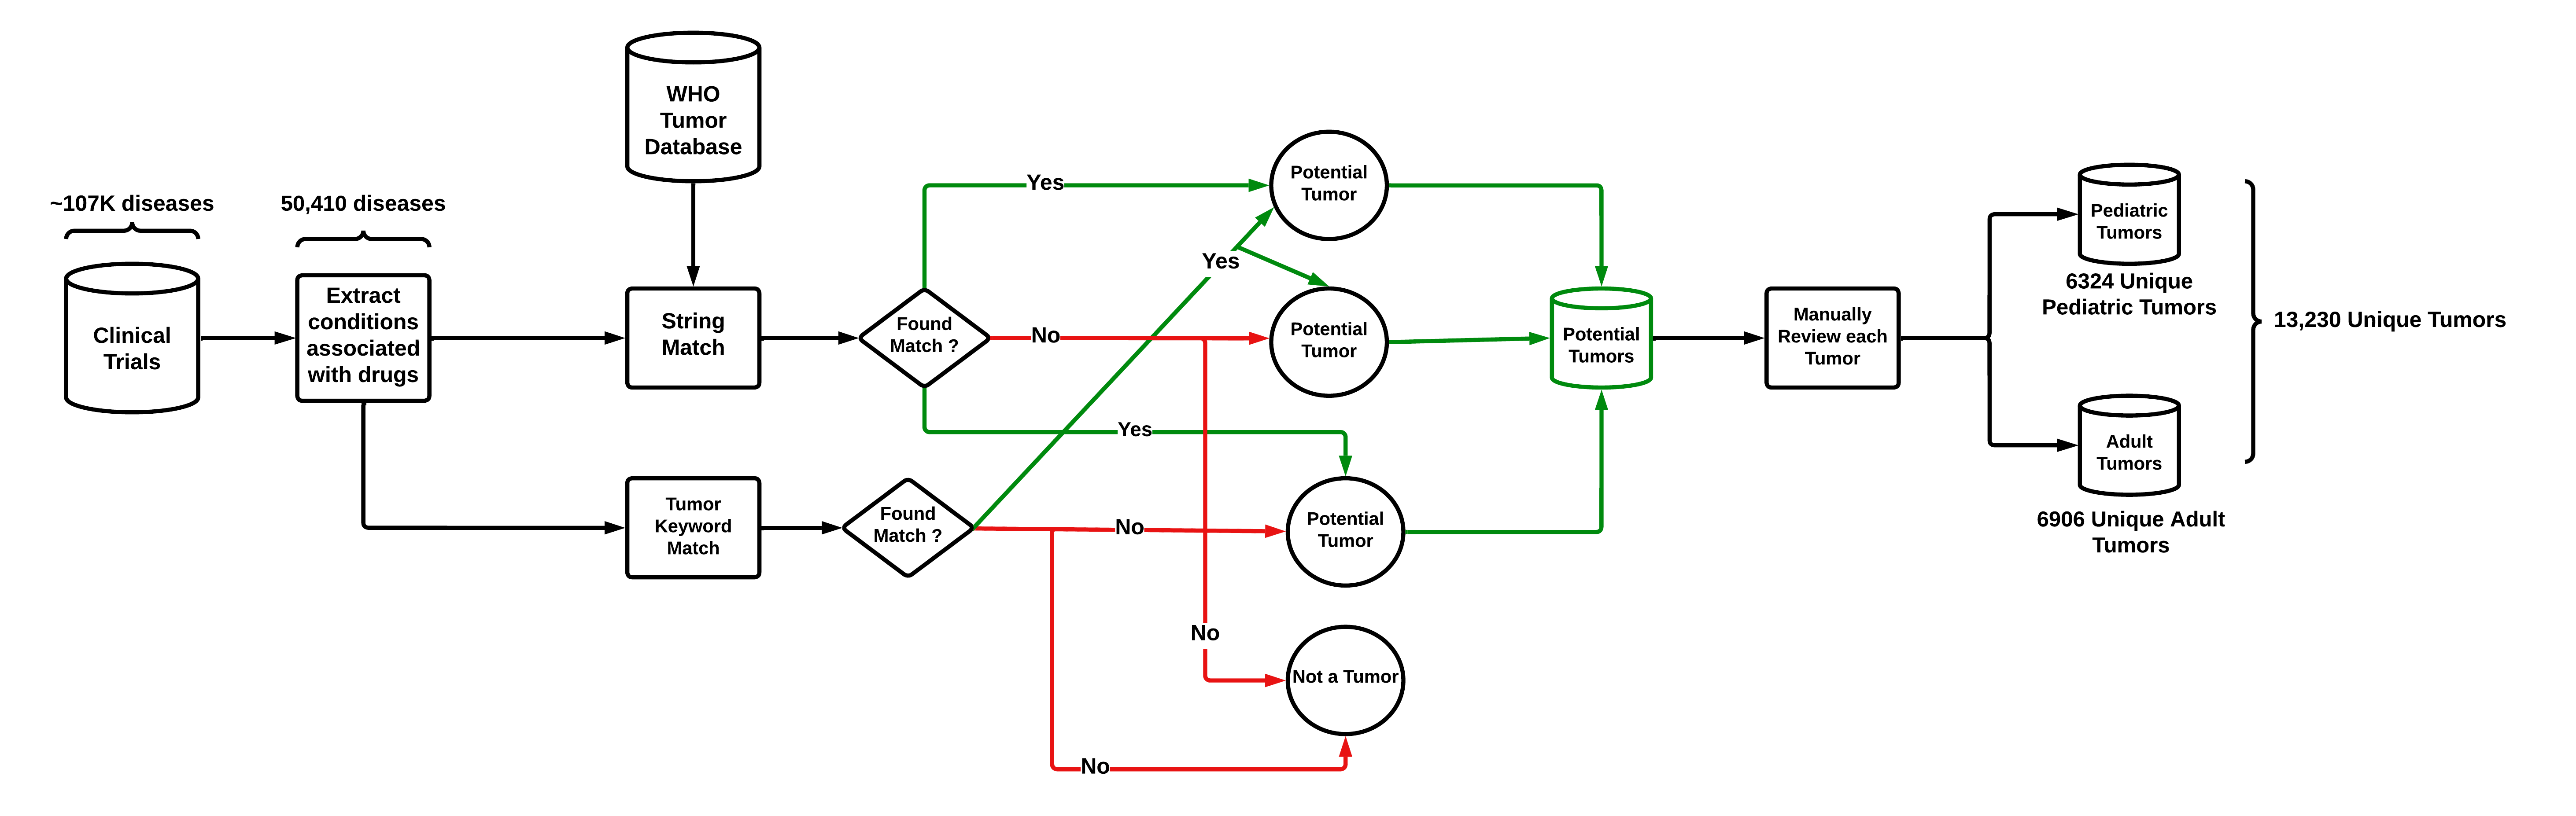 ~107K diseases
Clinical
Trials
50,410 diseases
Extract
conditions
associated
with drugs
WHO
Tumor
Database
String
Match
Tumor
Keyword
Match
Found
Match ?
Found
Match ?
Yes
Yes
No
Yes
No
No
No
Potential
Tumor
Potential
Tumor
Potential
Tumor
Not a Tumor
Potential
Tumors
Manually
Review each
Tumor
Pediatric
Tumors
6324 Unique
Pediatric Tumors
Adult
Tumors
6906 Unique Adult
Tumors
13,230 Unique Tumors